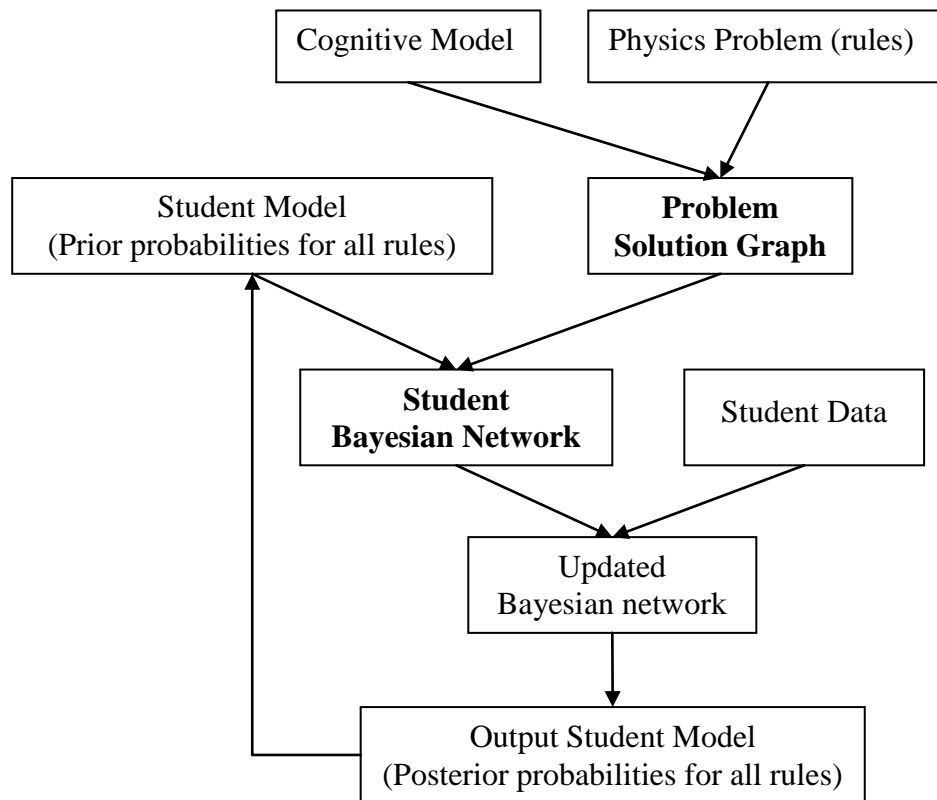 Cognitive Model
Physics Problem (rules)
Student Model
(Prior probabilities for all rules)
Problem
Solution Graph
Student
Bayesian Network
Student Data
Updated
Bayesian network
Output Student Model
(Posterior probabilities for all rules)